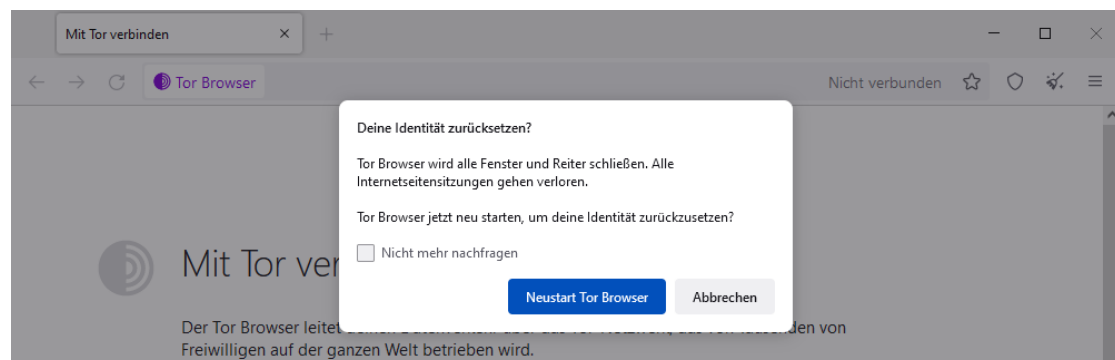 Mit Tor verbinden
Tor Browser
Nicht verbunden
Deine Identität zurücksetzen?
Tor Browser wird alle Fenster und Reiter schließen. Alle
Internetseitensitzungen gehen verloren.
Tor Browser jetzt neu starten, um deine Identität zurückzusetzen?
Nicht mehr nachfragen
Neustart Tor Browser
Abbrechen
Mit Tor
Der Tor Browser leitet von
Freiwilligen auf der ganzen Welt betrieben wird.